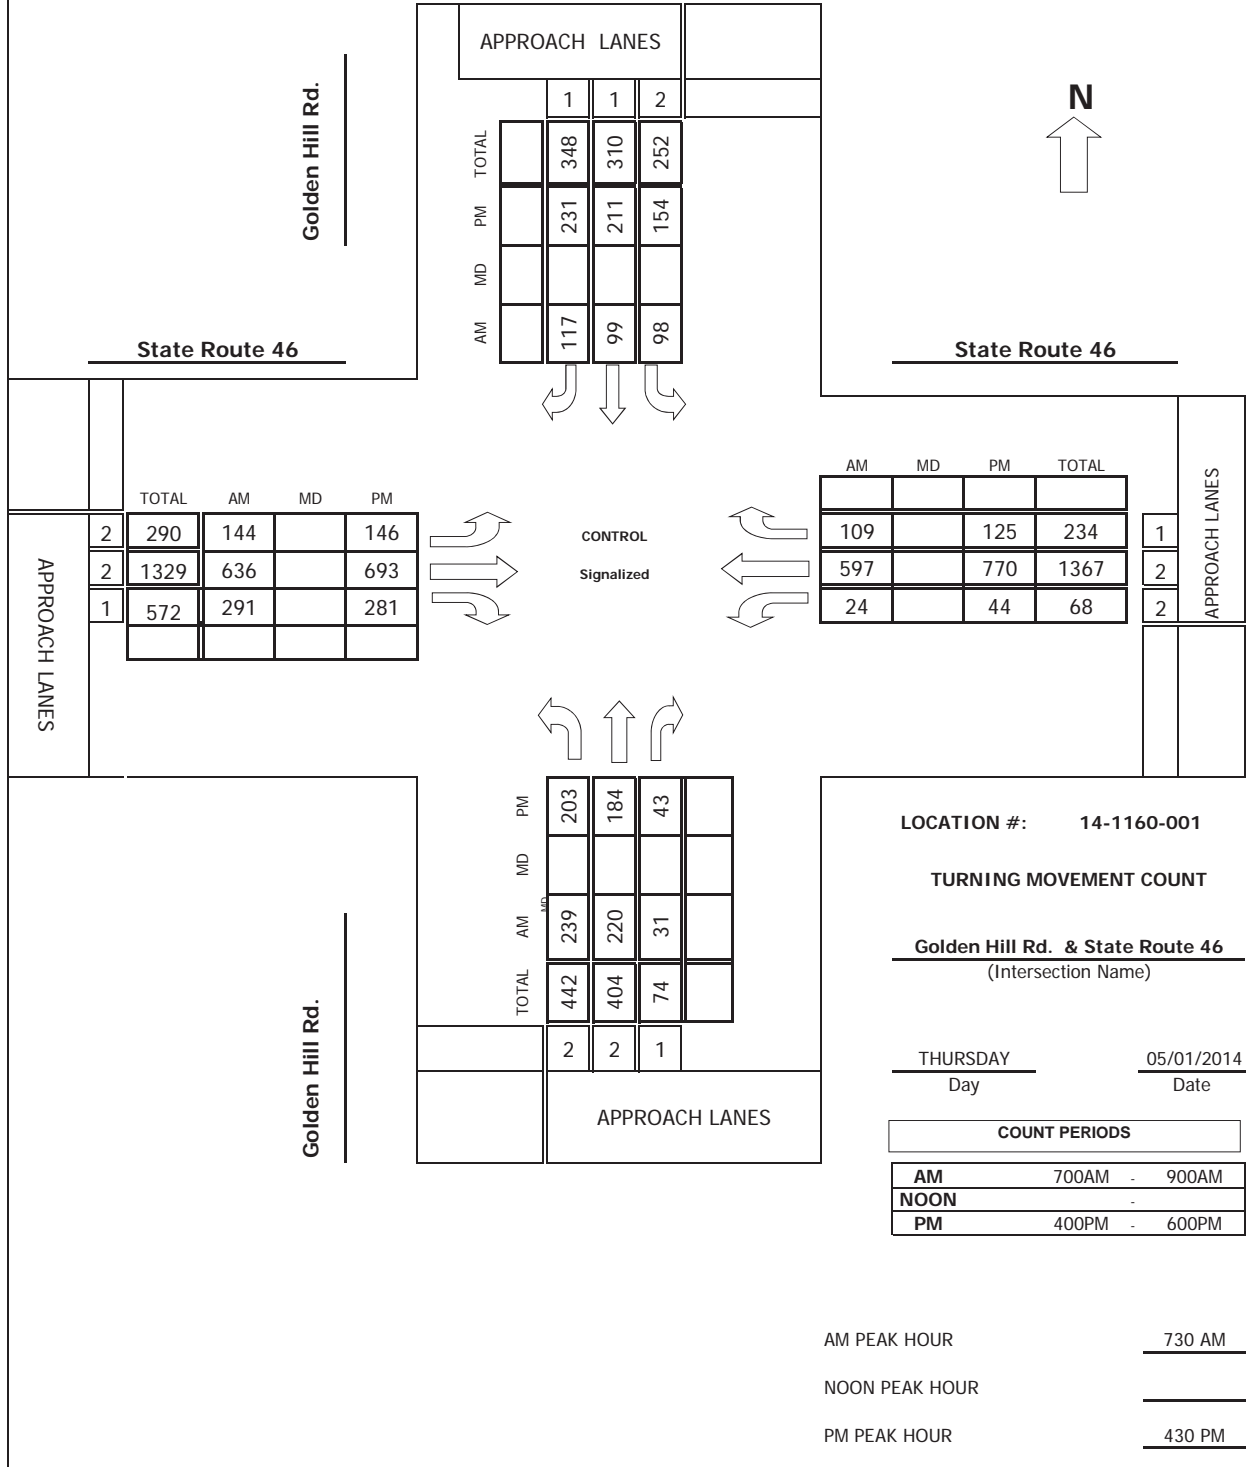 APPROACH LANES
1 1 2
TOTAL 348 310 252
PM 231 211 154
MD
AM 117 99 98
Golden Hill Rd.
N
State Route 46
State Route 46
TOTAL AM MD PM
2 290 144 146
2 1329 636 693
1 572 291 281
APPROACH LANES
CONTROL
Signalized
AM MD PM TOTAL
109 125 234 1
597 770 1367 2
24 44 68 2
APPROACH LANES
PM 203 184 43
MD
MD
AM 239 220 31
TOTAL 442 404 74
2 2 1
APPROACH LANES
Golden Hill Rd.
LOCATION #: 14-1160-001
TURNING MOVEMENT COUNT
Golden Hill Rd. & State Route 46
(Intersection Name)
THURSDAY 05/01/2014
Day Date
COUNT PERIODS
AM 700AM - 900AM
NOON -
PM 400PM - 600PM
AM PEAK HOUR 730 AM
NOON PEAK HOUR
PM PEAK HOUR 430 PM